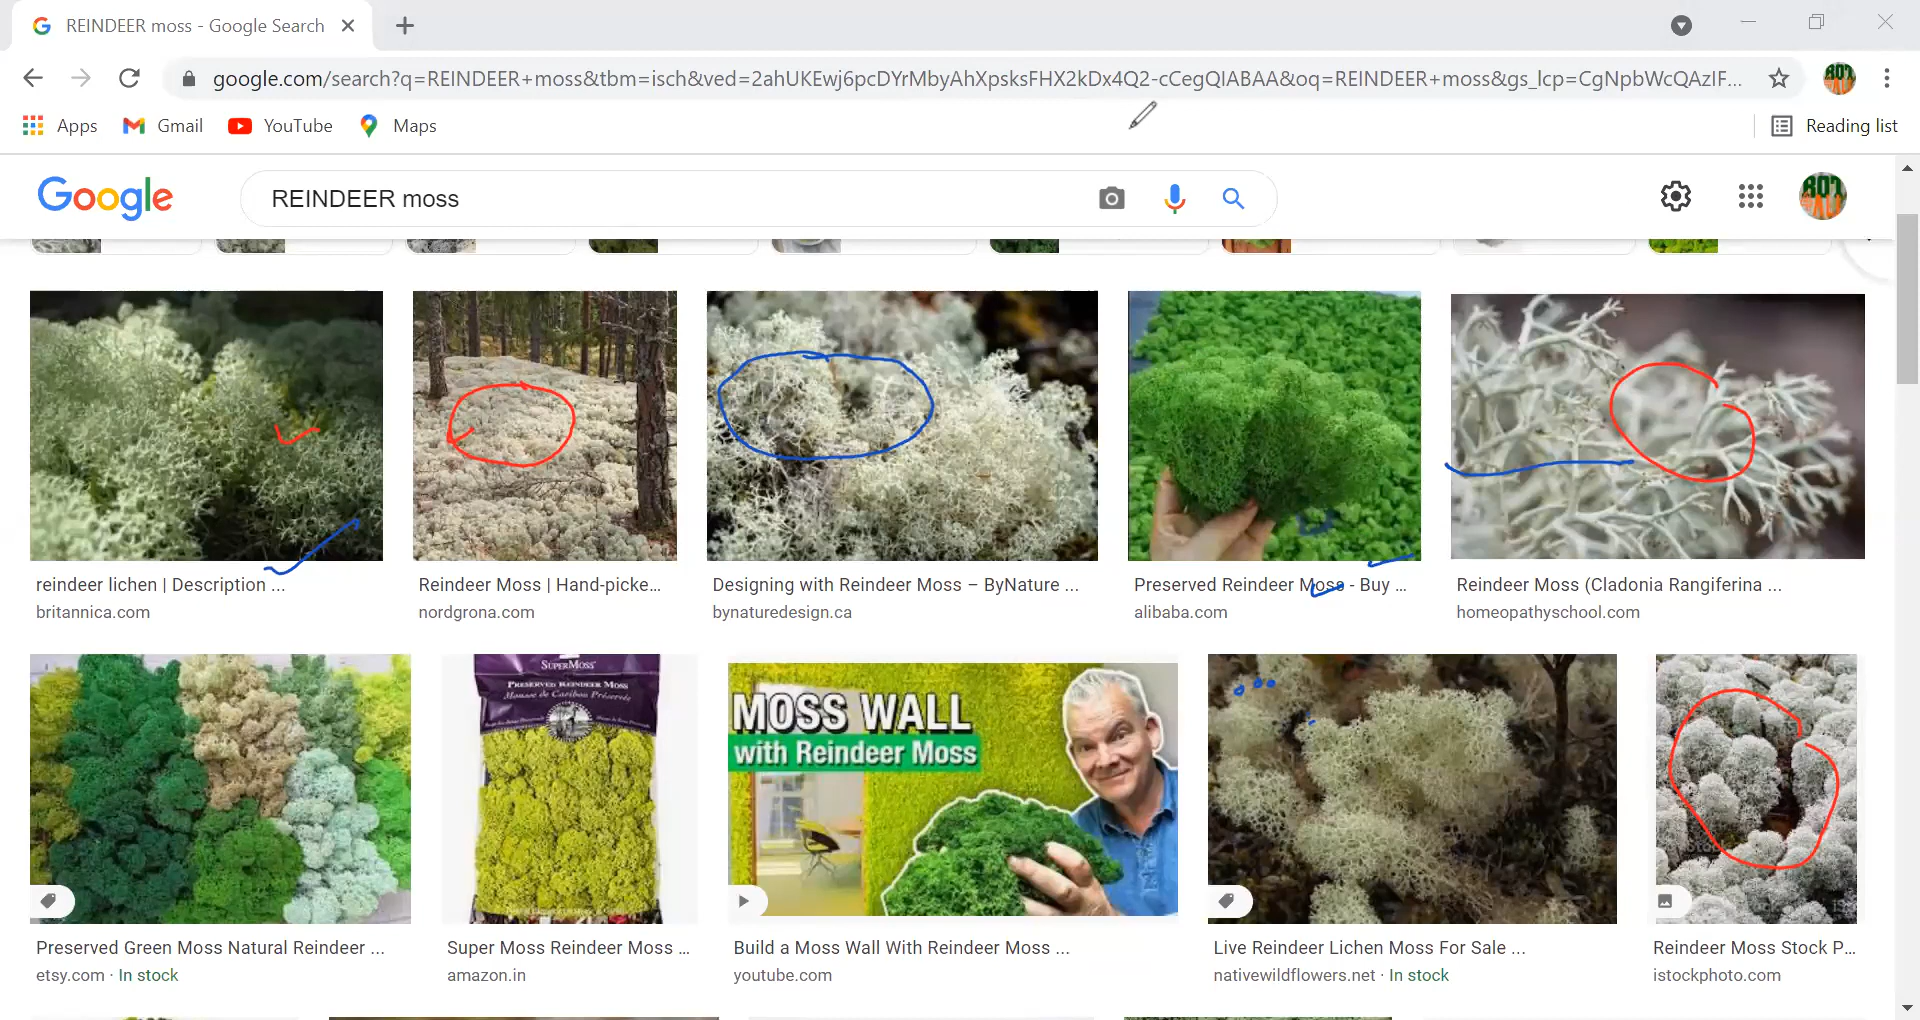 REINDEER moss - Google Search
google.com/search?q=REINDEER+moss&tbm=isch&ved=2ahUKEwj6pcDYrMbyAhXpsksFHX2kDx4Q2-cCegQIABAA&oq=REINDEER+moss&gs_lcp=CgNpbWcQAzIF...
Apps Gmail YouTube Maps Reading list
Google REINDEER moss
reindeer lichen | Description ...
britannica.com
Reindeer Moss | Hand-picke...
nordgrona.com
Designing with Reindeer Moss – ByNature ...
bynaturedesign.ca
Preserved Reindeer Moss - Buy ...
alibaba.com
Reindeer Moss (Cladonia Rangiferina ...
homeopathyschool.com
SUPERMOSS
PRESERVED REINDEER MOSS
Mousse de Caribou Préservée
MOSS WALL
with Reindeer Moss
Preserved Green Moss Natural Reindeer ...
etsy.com · In stock
Super Moss Reindeer Moss ...
amazon.in
Build a Moss Wall With Reindeer Moss ...
youtube.com
Live Reindeer Lichen Moss For Sale ...
nativewildflowers.net · In stock
Reindeer Moss Stock P...
istockphoto.com